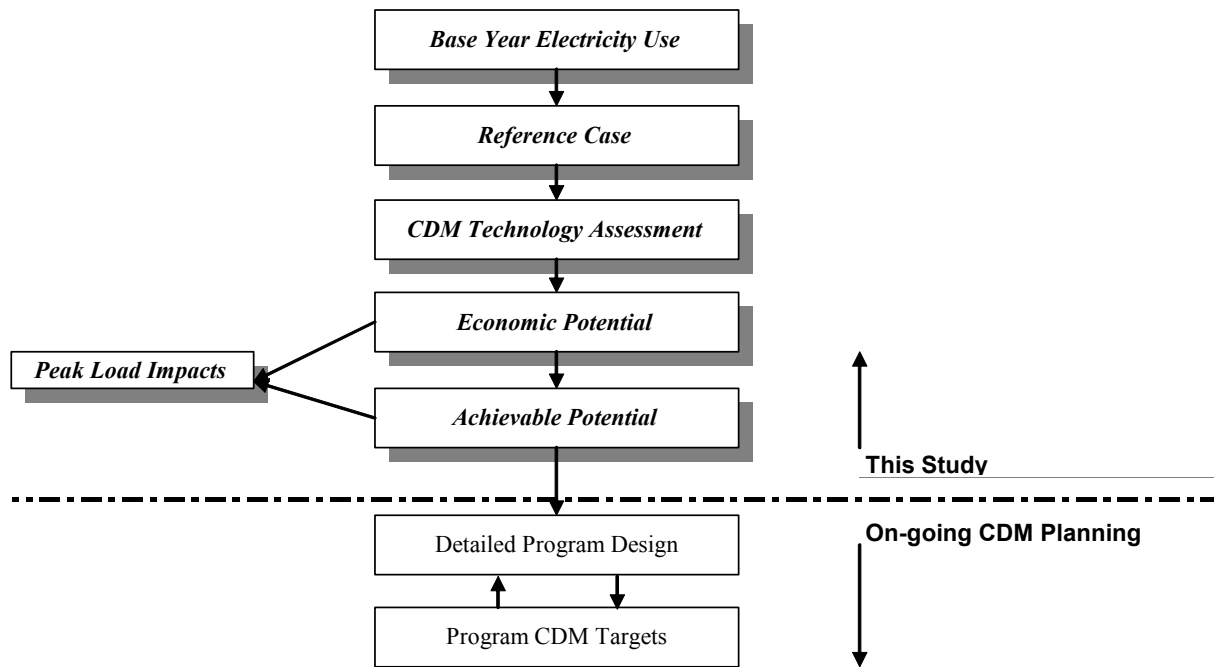 Base Year Electricity Use
Reference Case
CDM Technology Assessment
Economic Potential
Peak Load Impacts
Achievable Potential
This Study
On-going CDM Planning
Detailed Program Design
Program CDM Targets